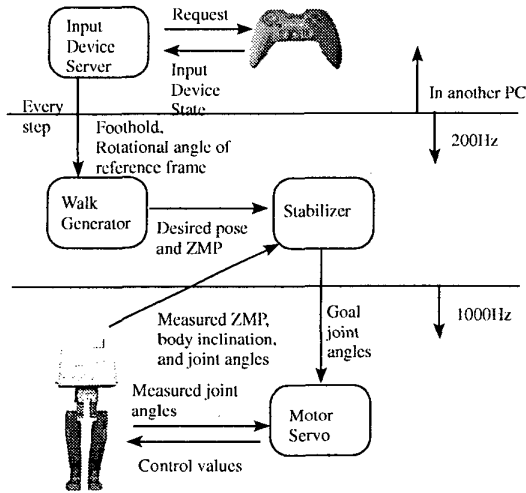 Input
Device
Server
Request
Input
Device
State
Every
step
In another PC
Foothold,
Rotational angle of
reference frame
200Hz
Walk
Generator
Desired pose
and ZMP
Stabilizer
Measured ZMP,
body inclination,
and joint angles
Goal
joint
angles
1000Hz
Measured joint
angles
Control values
Motor
Servo